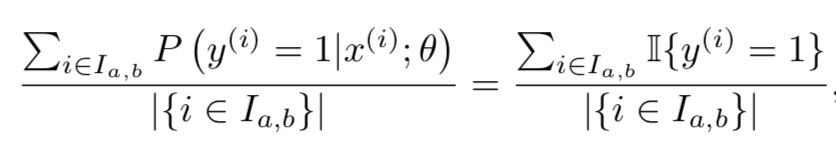 \frac{\sum_{i \in I_{a,b}} P\left(y^{(i)} = 1 | x^{(i)}; \theta\right)}{|\{i \in I_{a,b}\}|} = \frac{\sum_{i \in I_{a,b}} \mathbb{I}\{y^{(i)} = 1\}}{|\{i \in I_{a,b}\}|},